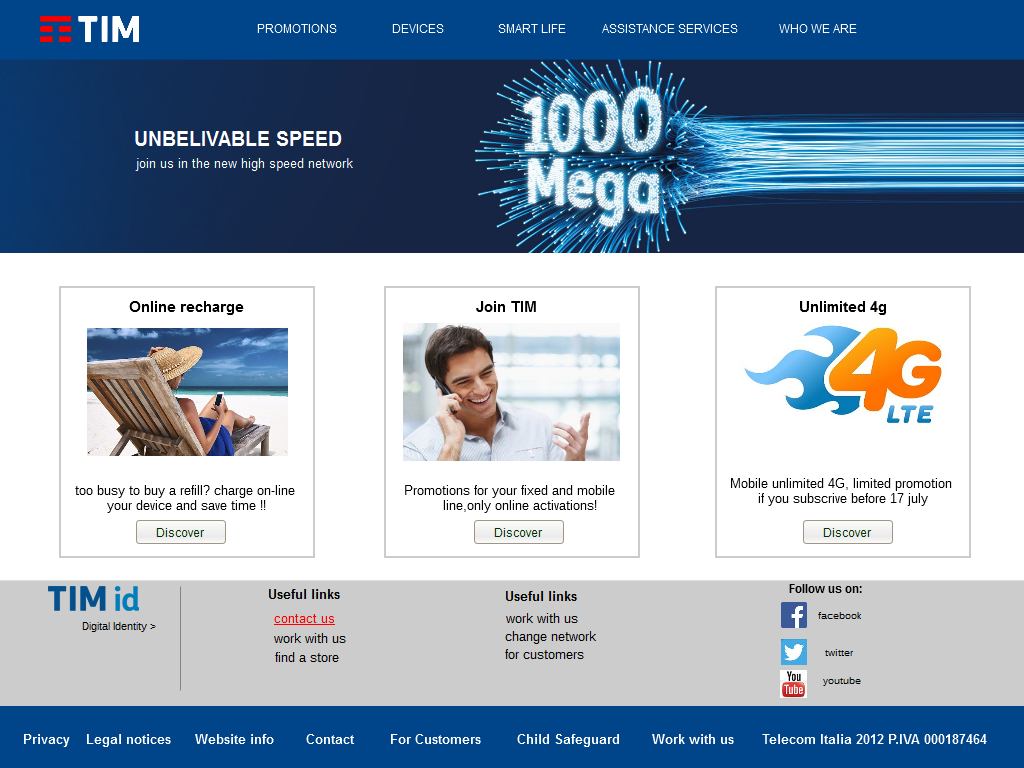 TIM
PROMOTIONS
DEVICES
SMART LIFE
ASSISTANCE SERVICES
WHO WE ARE
UNBELIVABLE SPEED
join us in the new high speed network
1000
Mega
Online recharge
too busy to buy a refill? charge on-line
your device and save time !!
Discover
Join TIM
Promotions for your fixed and mobile
line,only online activations!
Discover
Unlimited 4g
4G
LTE
Mobile unlimited 4G, limited promotion
if you subscrive before 17 july
Discover
TIM id
Digital Identity >
Useful links
contact us
work with us
find a store
Useful links
work with us
change network
for customers
Follow us on:
f
facebook
twitter
You
Tube
youtube
Privacy
Legal notices
Website info
Contact
For Customers
Child Safeguard
Work with us
Telecom Italia 2012 P.IVA 000187464